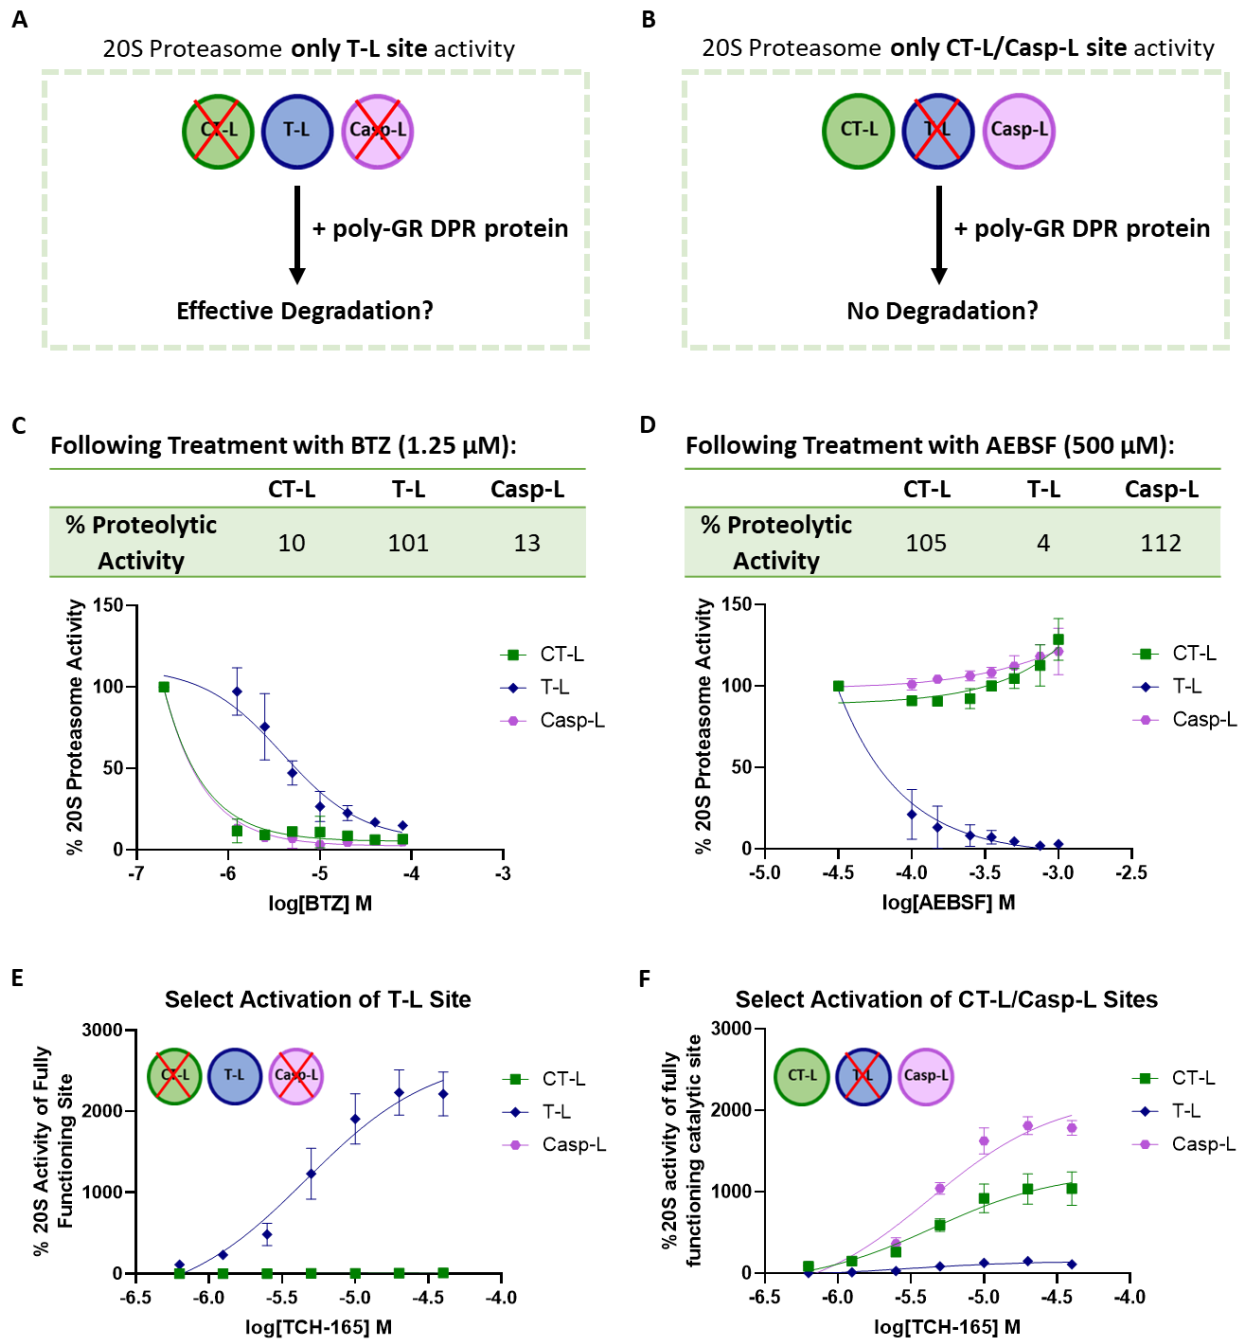 A
20S Proteasome only T-L site activity
CT-L T-L Casp-L
+ poly-GR DPR protein
Effective Degradation?
B
20S Proteasome only CT-L/Casp-L site activity
CT-L T-L Casp-L
+ poly-GR DPR protein
No Degradation?
C
Following Treatment with BTZ (1.25 µM):
CT-L T-L Casp-L
% Proteolytic
Activity
10 101 13
% 20S Proteasome Activity
150
100
50
0
-7 -6 -5 -4 -3
log[BTZ] M
CT-L
T-L
Casp-L
D
Following Treatment with AEBSF (500 µM):
CT-L T-L Casp-L
% Proteolytic
Activity
105 4 112
% 20S Proteasome Activity
150
100
50
0
-5.0 -4.5 -4.0 -3.5 -3.0 -2.5
log[AEBSF] M
CT-L
T-L
Casp-L
E
Select Activation of T-L Site
CT-L T-L Casp-L
% 20S Activity of Fully
Functioning Site
3000
2000
1000
0
-6.5 -6.0 -5.5 -5.0 -4.5 -4.0
log[TCH-165] M
CT-L
T-L
Casp-L
F
Select Activation of CT-L/Casp-L Sites
CT-L T-L Casp-L
%20S activity of fully
functioning catalytic site
3000
2000
1000
0
-6.5 -6.0 -5.5 -5.0 -4.5 -4.0
log[TCH-165] M
CT-L
T-L
Casp-L